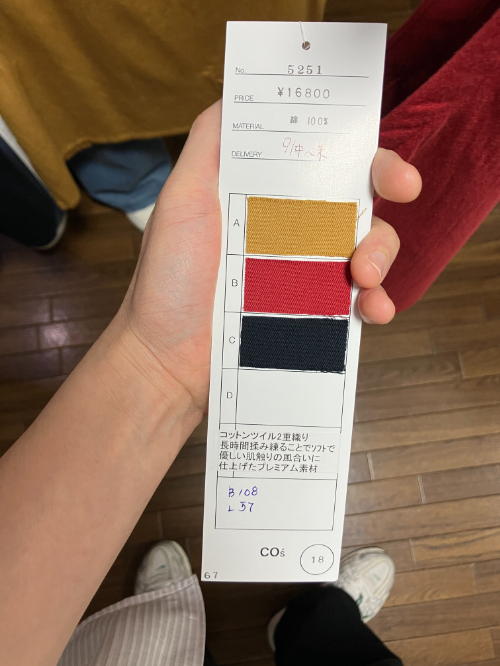 No. 5251
PRICE ¥16800
MATERIAL 綿 100%
DELIVERY 9/中〜末
A
B
C
D
コットンツイル2重織り
長時間揉み練ることでソフトで
優しい肌触りの風合いに
仕上げたプレミアム素材
B 108
L 57
COś
18
67